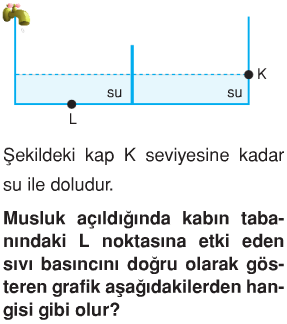 su
su
K
L
Şekildeki kap K seviyesine kadar
su ile doludur.
Musluk açıldığında kabın taba-
nındaki L noktasına etki eden
sıvı basıncını doğru olarak gös-
teren grafik aşağıdakilerden han-
gisi gibi olur?